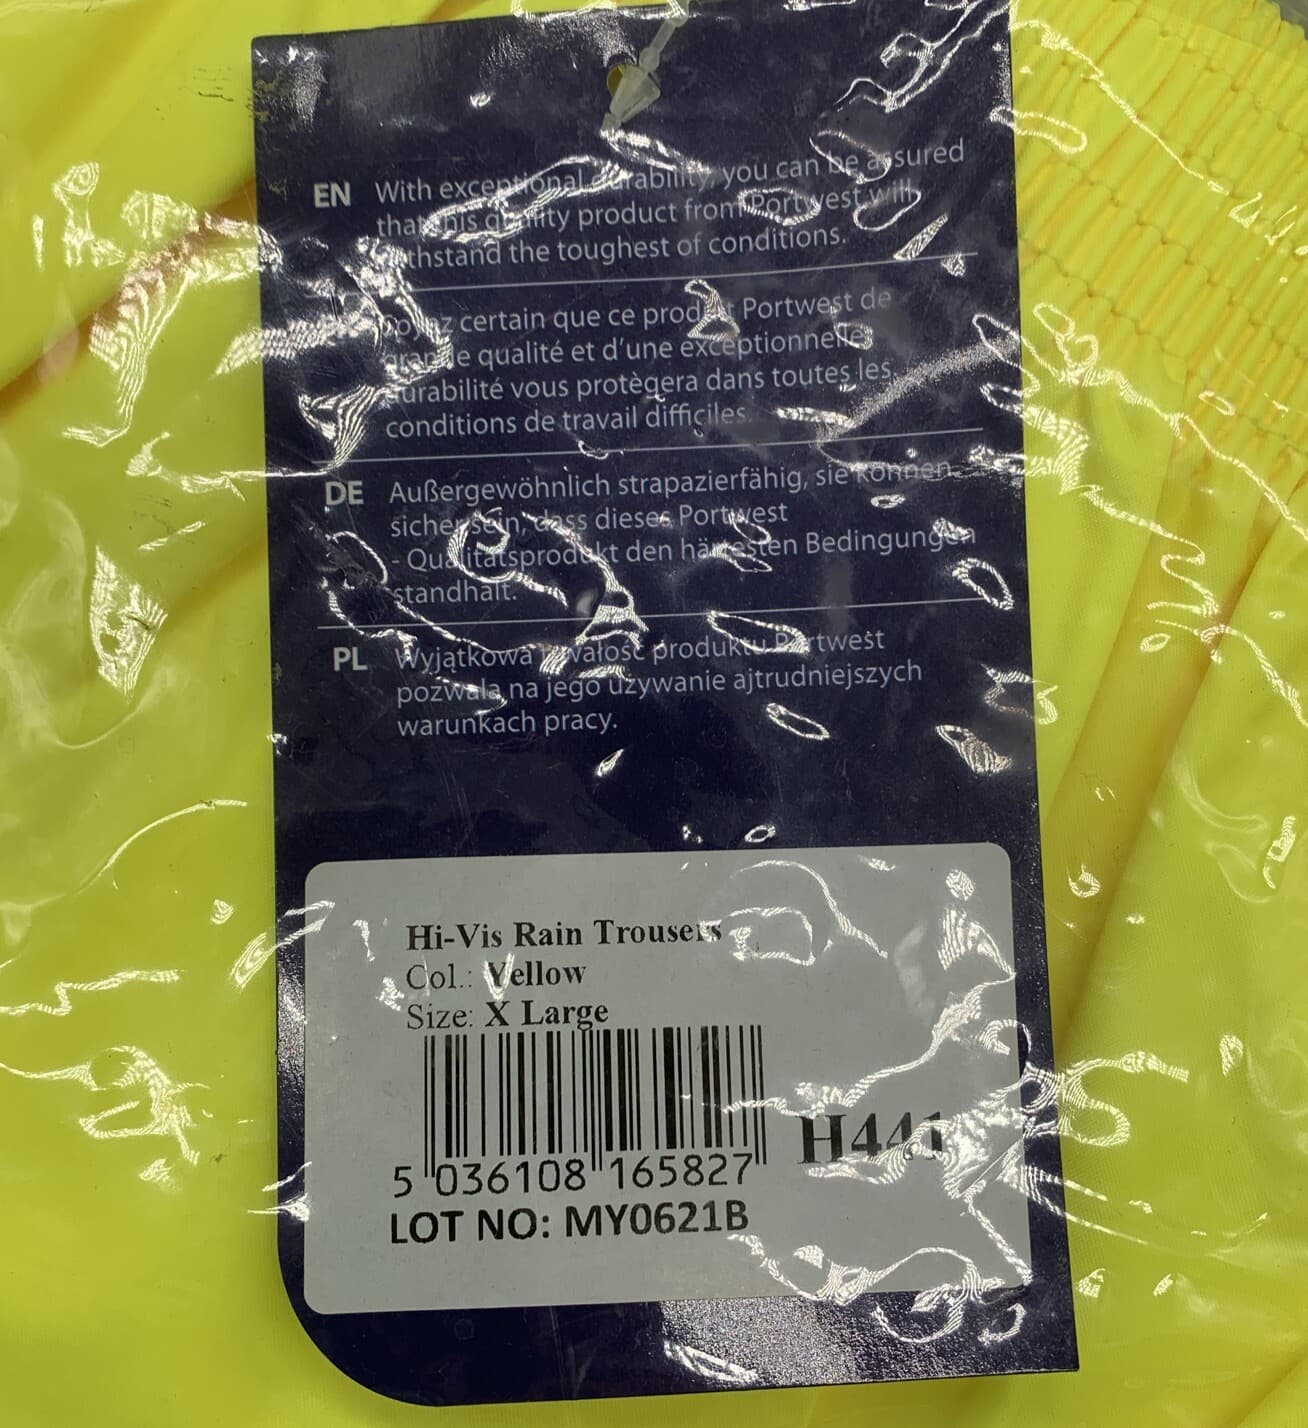 EN With exceptional durability, you can be assured
that this quality product from Portwest will
withstand the toughest of conditions.
Soyez certain que ce produit Portwest de
grande qualité et d'une exceptionnelle
durabilité vous protègera dans toutes les
conditions de travail difficiles.
DE Außergewöhnlich strapazierfähig, sie können
sicher sein, dass dieses Portwest
- Qualitätsprodukt den härtesten Bedingungen
standhält.
PL Wyjątkowa trwałość produktu Portwest
pozwala na jego używanie ajtrudniejszych
warunkach pracy.
Hi-Vis Rain Trousers
Col.: Yellow
Size: X Large
H441
5 036108 165827
LOT NO: MY0621B